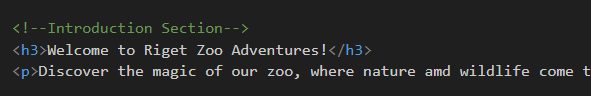 <!--Introduction Section-->
<h3>Welcome to Riget Zoo Adventures!</h3>
<p>Discover the magic of our zoo, where nature amd wildlife come t